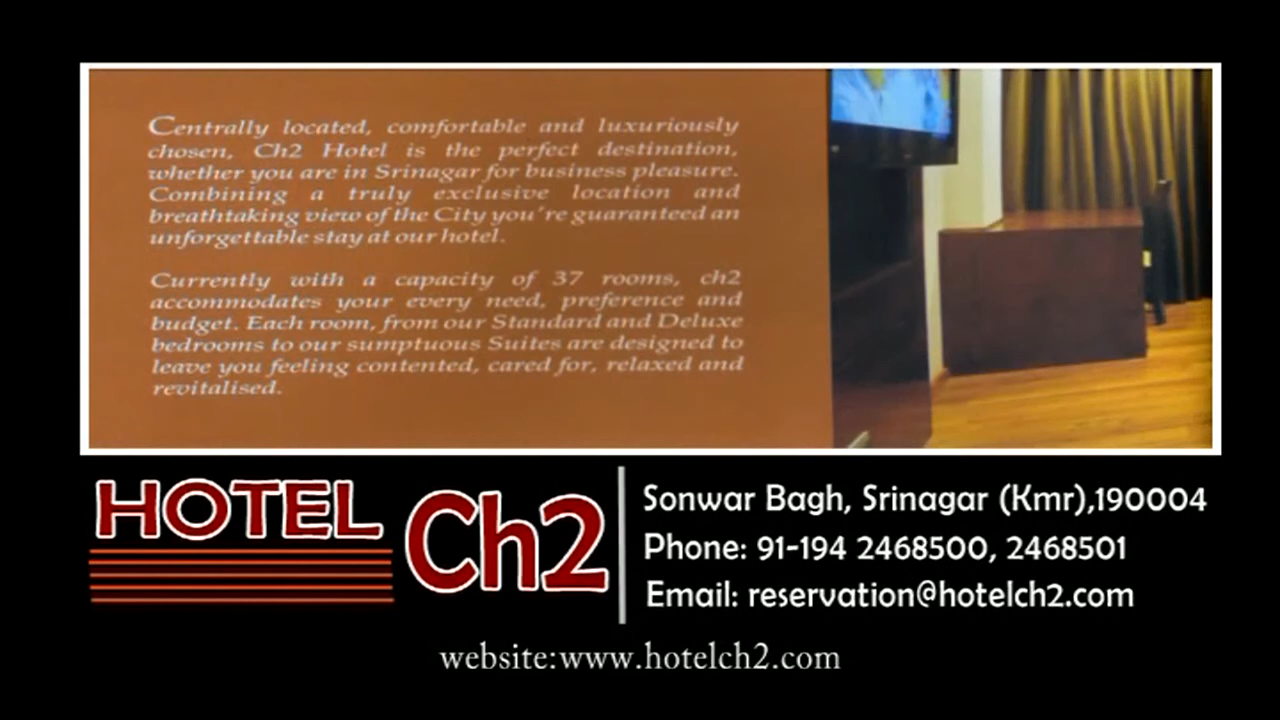 Centrally located, comfortable and luxuriously
chosen, Ch2 Hotel is the perfect destination,
whether you are in Srinagar for business pleasure.
Combining a truly exclusive location and
breathtaking view of the City you're guaranteed an
unforgettable stay at our hotel.
Currently with a capacity of 37 rooms, ch2
accommodates your every need, preference and
budget. Each room, from our Standard and Deluxe
bedrooms to our sumptuous Suites are designed to
leave you feeling contented, cared for, relaxed and
revitalised.
HOTEL Ch2
Sonwar Bagh, Srinagar (Kmr),190004
Phone: 91-194 2468500, 2468501
Email: reservation@hotelch2.com
website:www.hotelch2.com